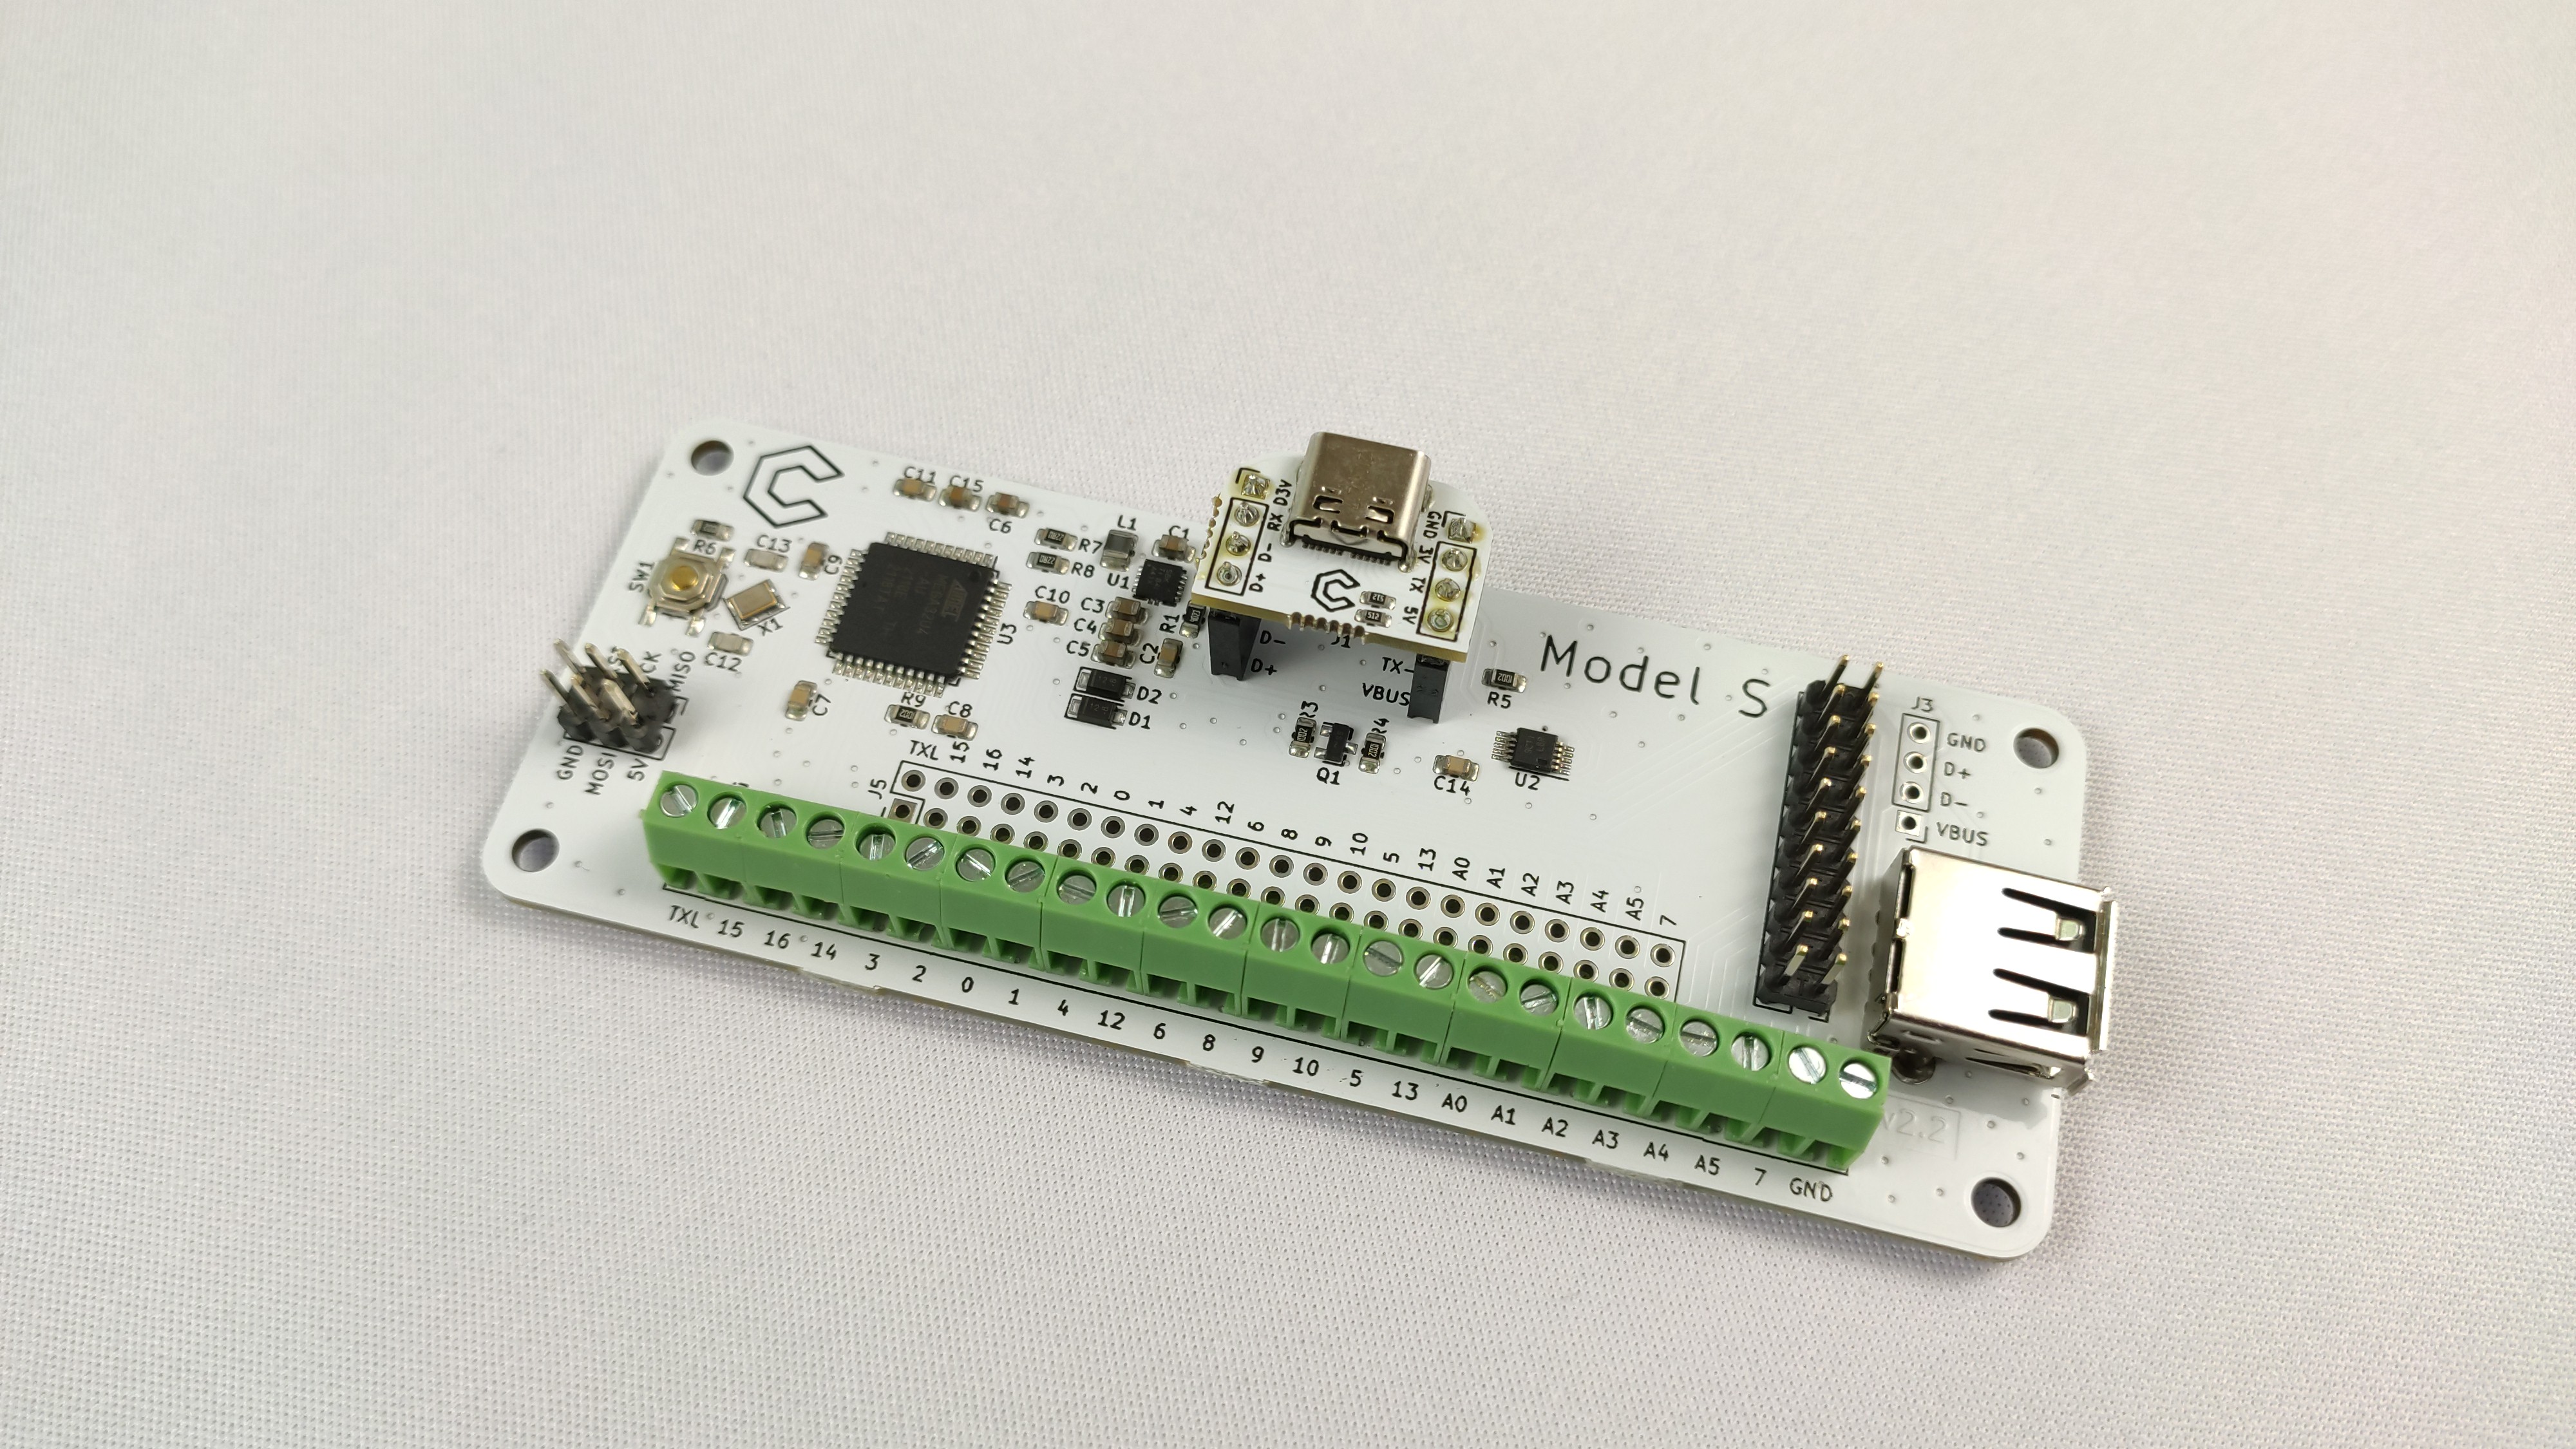 C11
C15
C6
R6
C13
C9
SW1
X1
C12
U3
C10
R7
R8
L1
C1
U1
C3
C4
C5
C2
R1
D2
D1
C7
R9
C8
MISO
GND
MOSI
5V
RX D3V
D-
D+
GND 3V
TX
5V
D-
D+
J1
TX
VBUS
R3
R4
Q1
R5
C14
U2
Model S
J3
GND
D+
D-
VBUS
J5
TXL 15 16 14 3 2 0 1 4 12 6 8 9 10 5 13 A0 A1 A2 A3 A4 A5 7
TXL 15 16 14 3 2 0 1 4 12 6 8 9 10 5 13 A0 A1 A2 A3 A4 A5 7 GND
v2.2